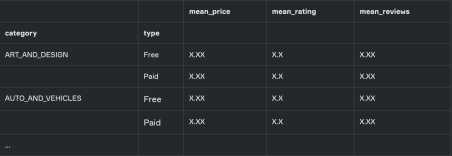 mean_price mean_rating mean_reviews
category type
ART_AND_DESIGN Free X.XX X.X X.XX
Paid X.XX X.X X.XX
AUTO_AND_VEHICLES Free X.XX X.X X.XX
Paid X.XX X.X X.XX
...